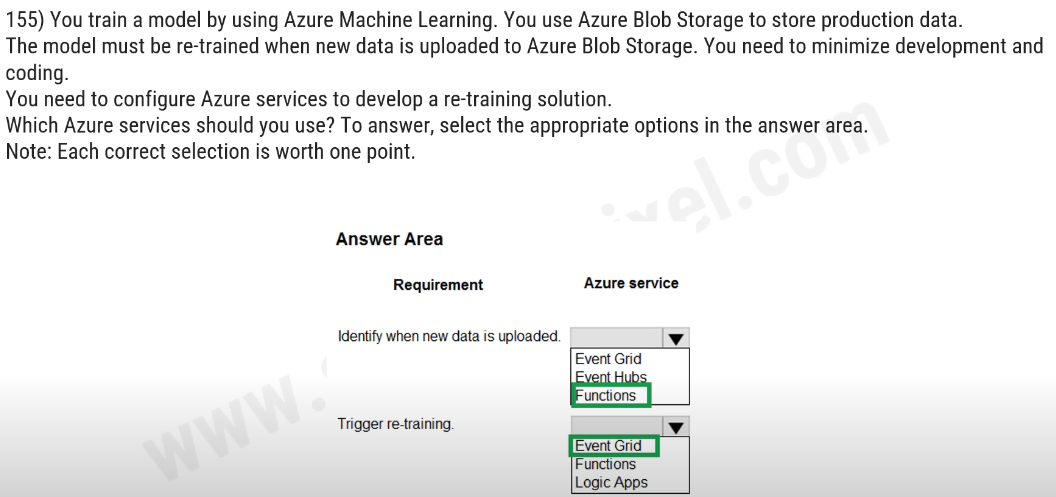 155) You train a model by using Azure Machine Learning. You use Azure Blob Storage to store production data.
The model must be re-trained when new data is uploaded to Azure Blob Storage. You need to minimize development and
coding.
You need to configure Azure services to develop a re-training solution.
Which Azure services should you use? To answer, select the appropriate options in the answer area.
Note: Each correct selection is worth one point.
Answer Area
Requirement
Azure service
Identify when new data is uploaded.
Event Grid
Event Hubs
Functions
Trigger re-training.
Event Grid
Functions
Logic Apps